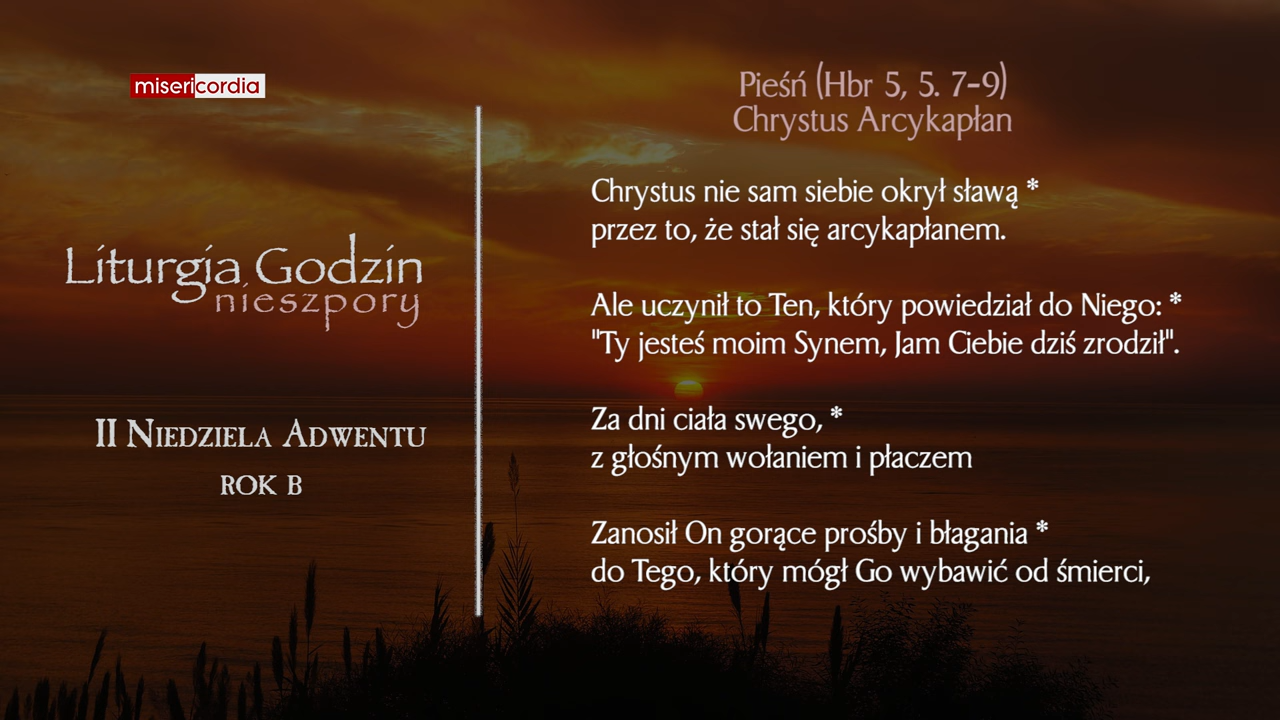 misericordia
Liturgia Godzin
nieszpory
II Niedziela Adwentu
rok B
Pieśń (Hbr 5, 5. 7-9)
Chrystus Arcykapłan
Chrystus nie sam siebie okrył sławą *
przez to, że stał się arcykapłanem.
Ale uczynił to Ten, który powiedział do Niego: *
"Ty jesteś moim Synem, Jam Ciebie dziś zrodził".
Za dni ciała swego, *
z głośnym wołaniem i płaczem
Zanosił On gorące prośby i błagania *
do Tego, który mógł Go wybawić od śmierci,